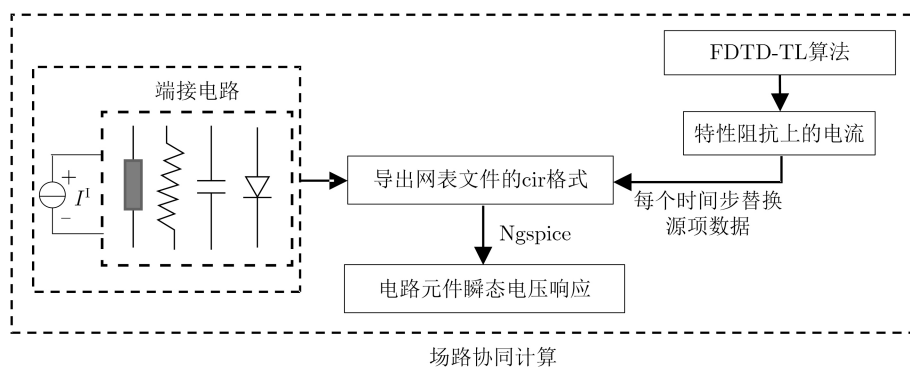 FDTD-TL算法
端接电路
特性阻抗上的电流
+
I^I
−
导出网表文件的cir格式
每个时间步替换
源项数据
Ngspice
电路元件瞬态电压响应
场路协同计算